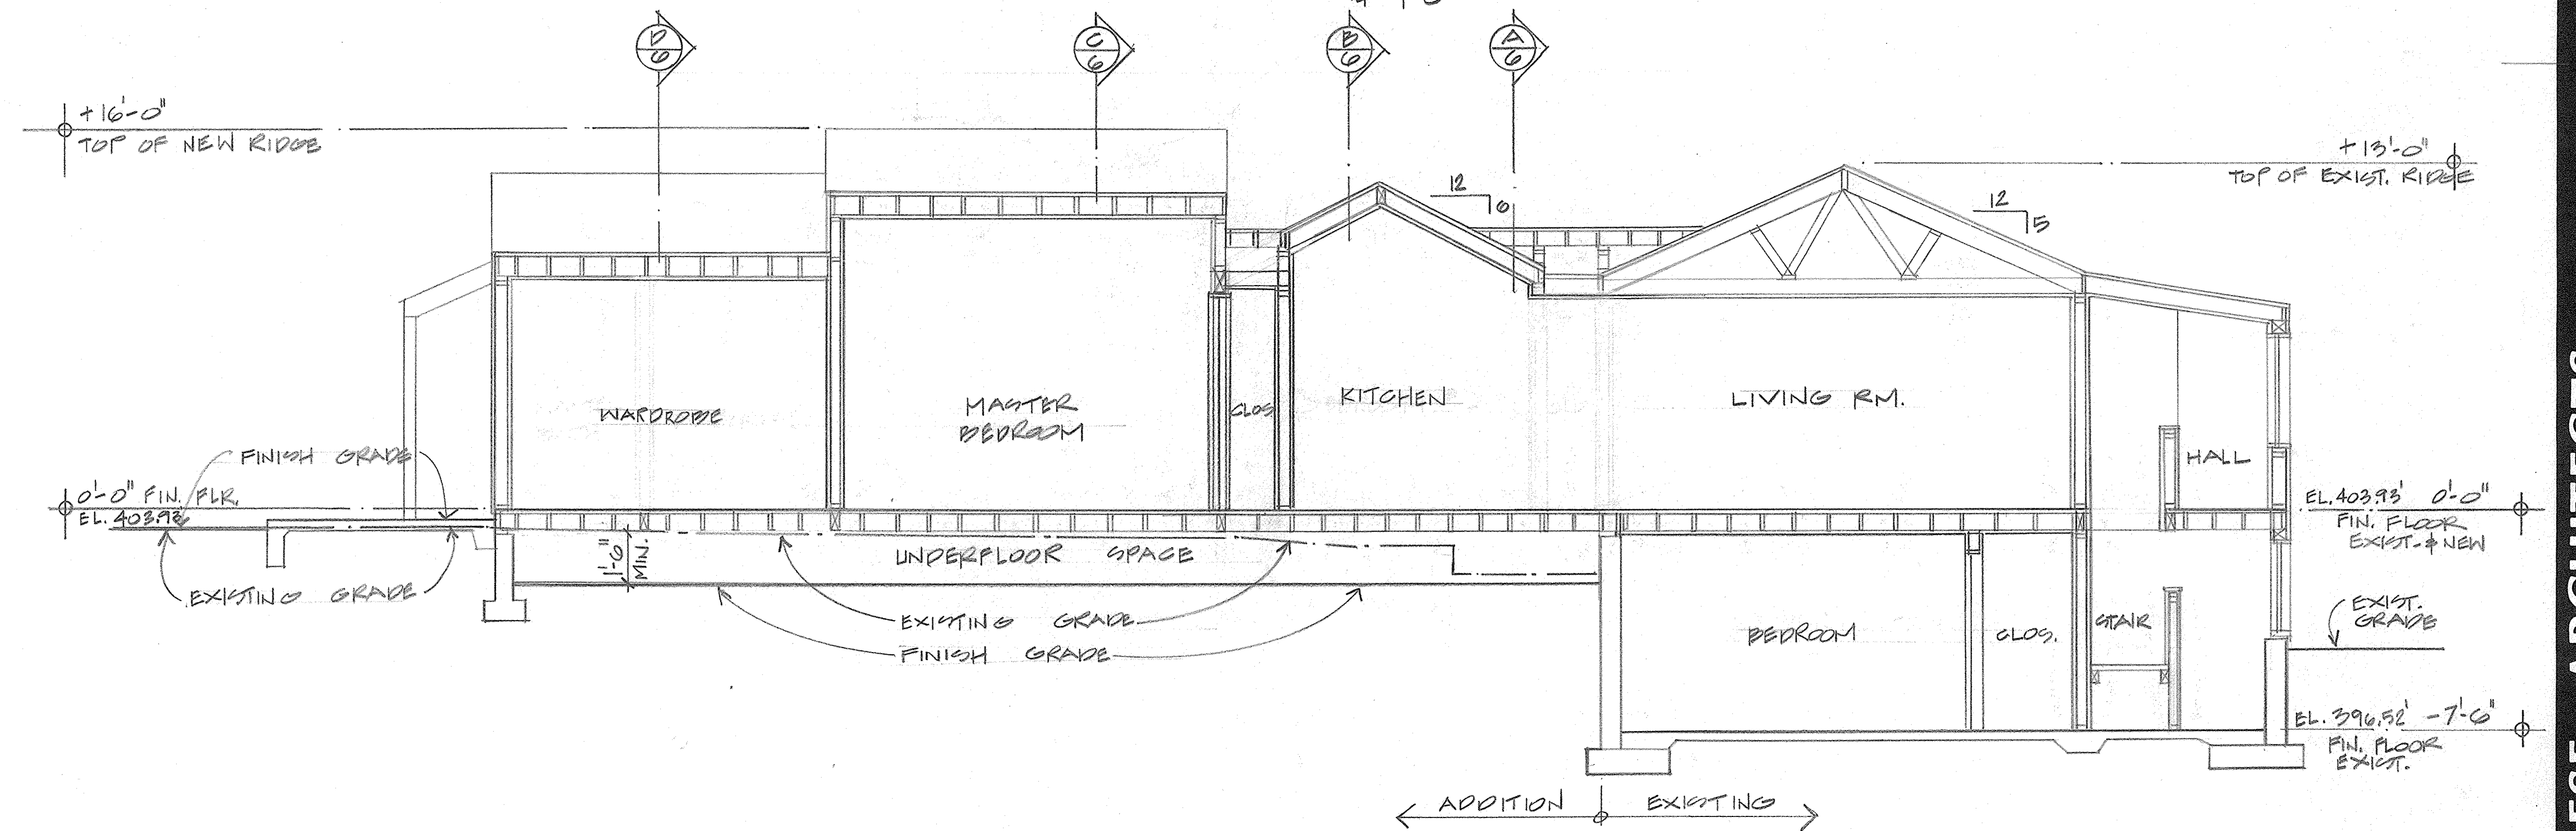 D
6
C
6
B
6
A
6
+16'-0"
TOP OF NEW RIDGE
+13'-0"
TOP OF EXIST. RIDGE
12
6
12
5
WARDROBE
MASTER
BEDROOM
CLOS
KITCHEN
LIVING RM.
HALL
FINISH GRADE
0'-0" FIN. FLR.
EL. 403.93'
EL. 403.93' 0'-0"
FIN. FLOOR
EXIST. & NEW
1'-6"
MIN.
UNDERFLOOR SPACE
EXISTING GRADE
EXISTING GRADE
FINISH GRADE
BEDROOM
CLOS.
STAIR
EXIST.
GRADE
EL. 396.52' -7'-6"
FIN. FLOOR
EXIST.
ADDITION
EXISTING